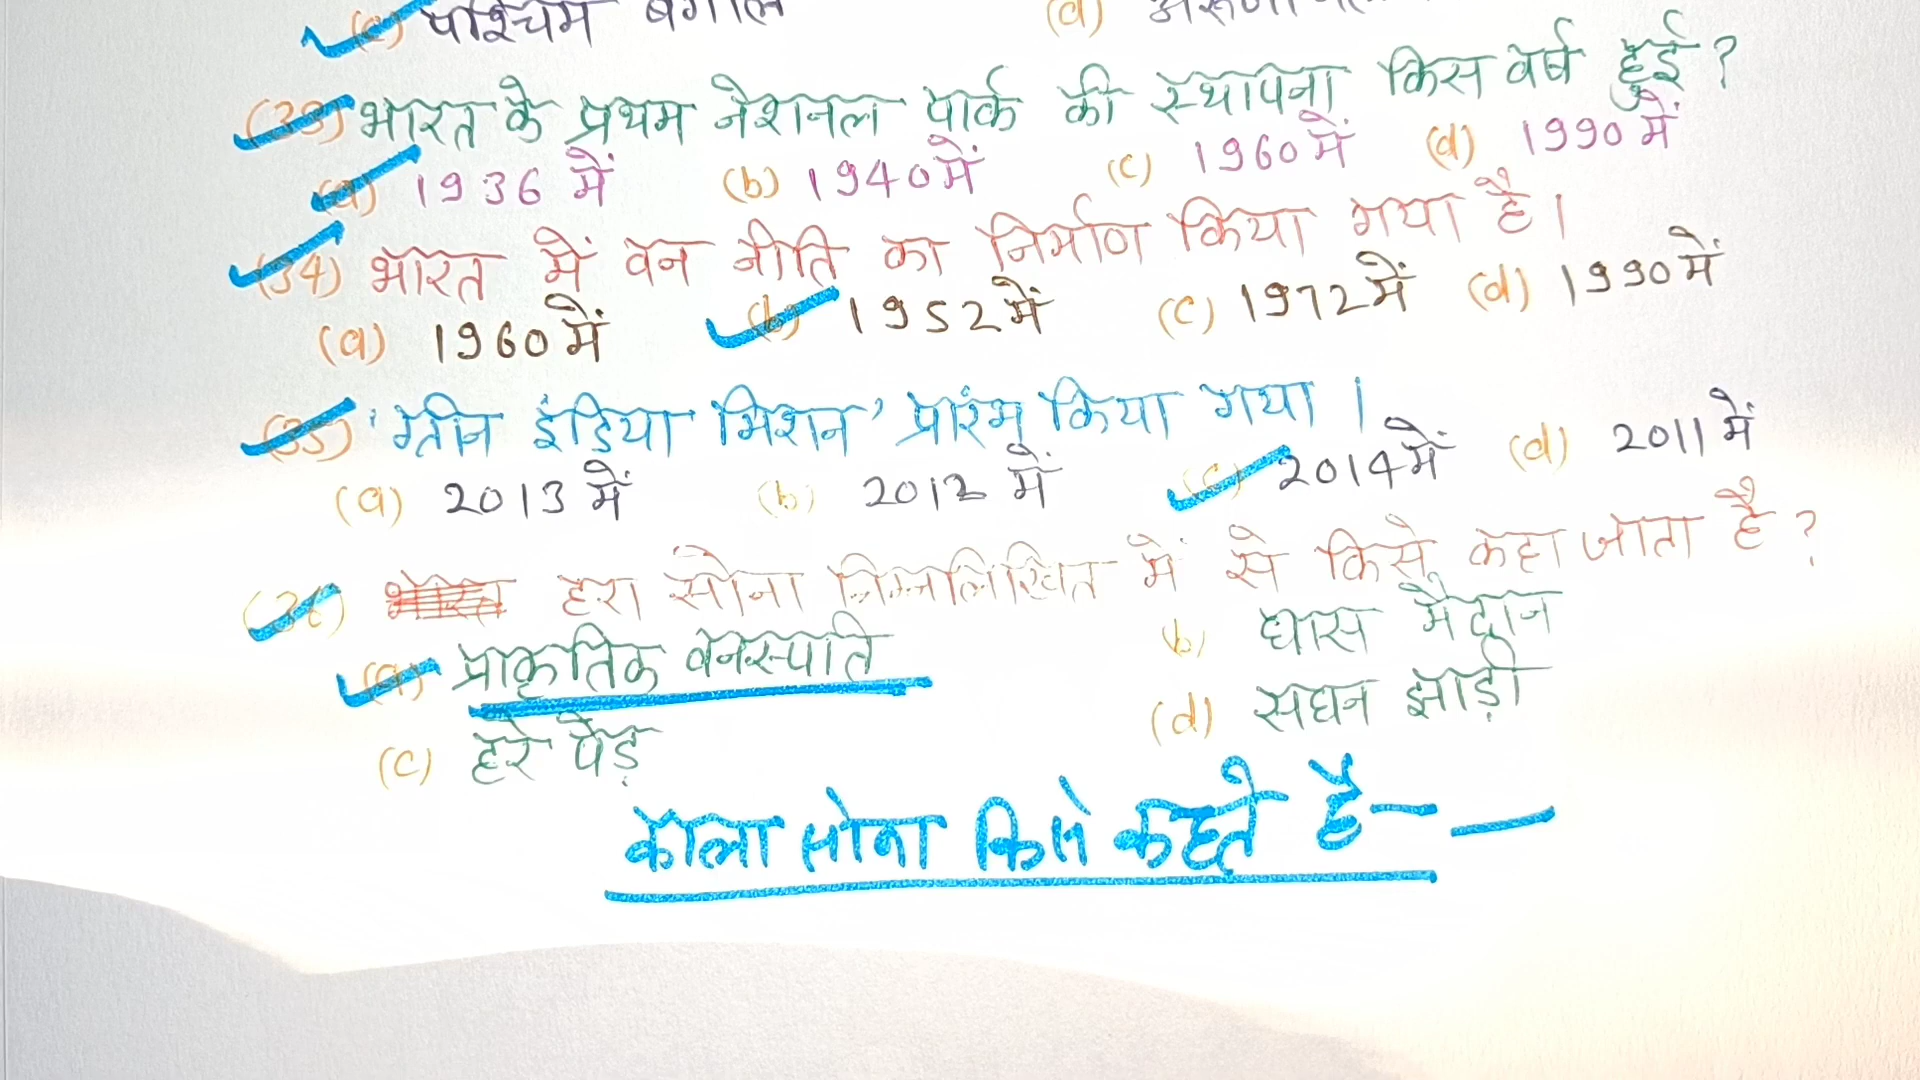 (c) पश्चिम बंगाल (d)
(33) भारत के प्रथम नेशनल पार्क की स्थापना किस वर्ष हुई ?
(a) 1936 में (b) 1940 में (c) 1960 में (d) 1990 में
(34) भारत में वन नीति का निर्माण किया गया है।
(a) 1960 में (b) 1952 में (c) 1972 में (d) 1990 में
(35) 'ग्रीन इंडिया मिशन' प्रारंभ किया गया ।
(a) 2013 में (b) 2012 में (c) 2014 में (d) 2011 में
(36) हरा सोना निम्नलिखित में से किसे कहा जाता है ?
(a) प्राकृतिक वनस्पति (b) घास मैदान
(c) हरे पेड़ (d) सघन झाड़ी
काला सोना किसे कहते है — —